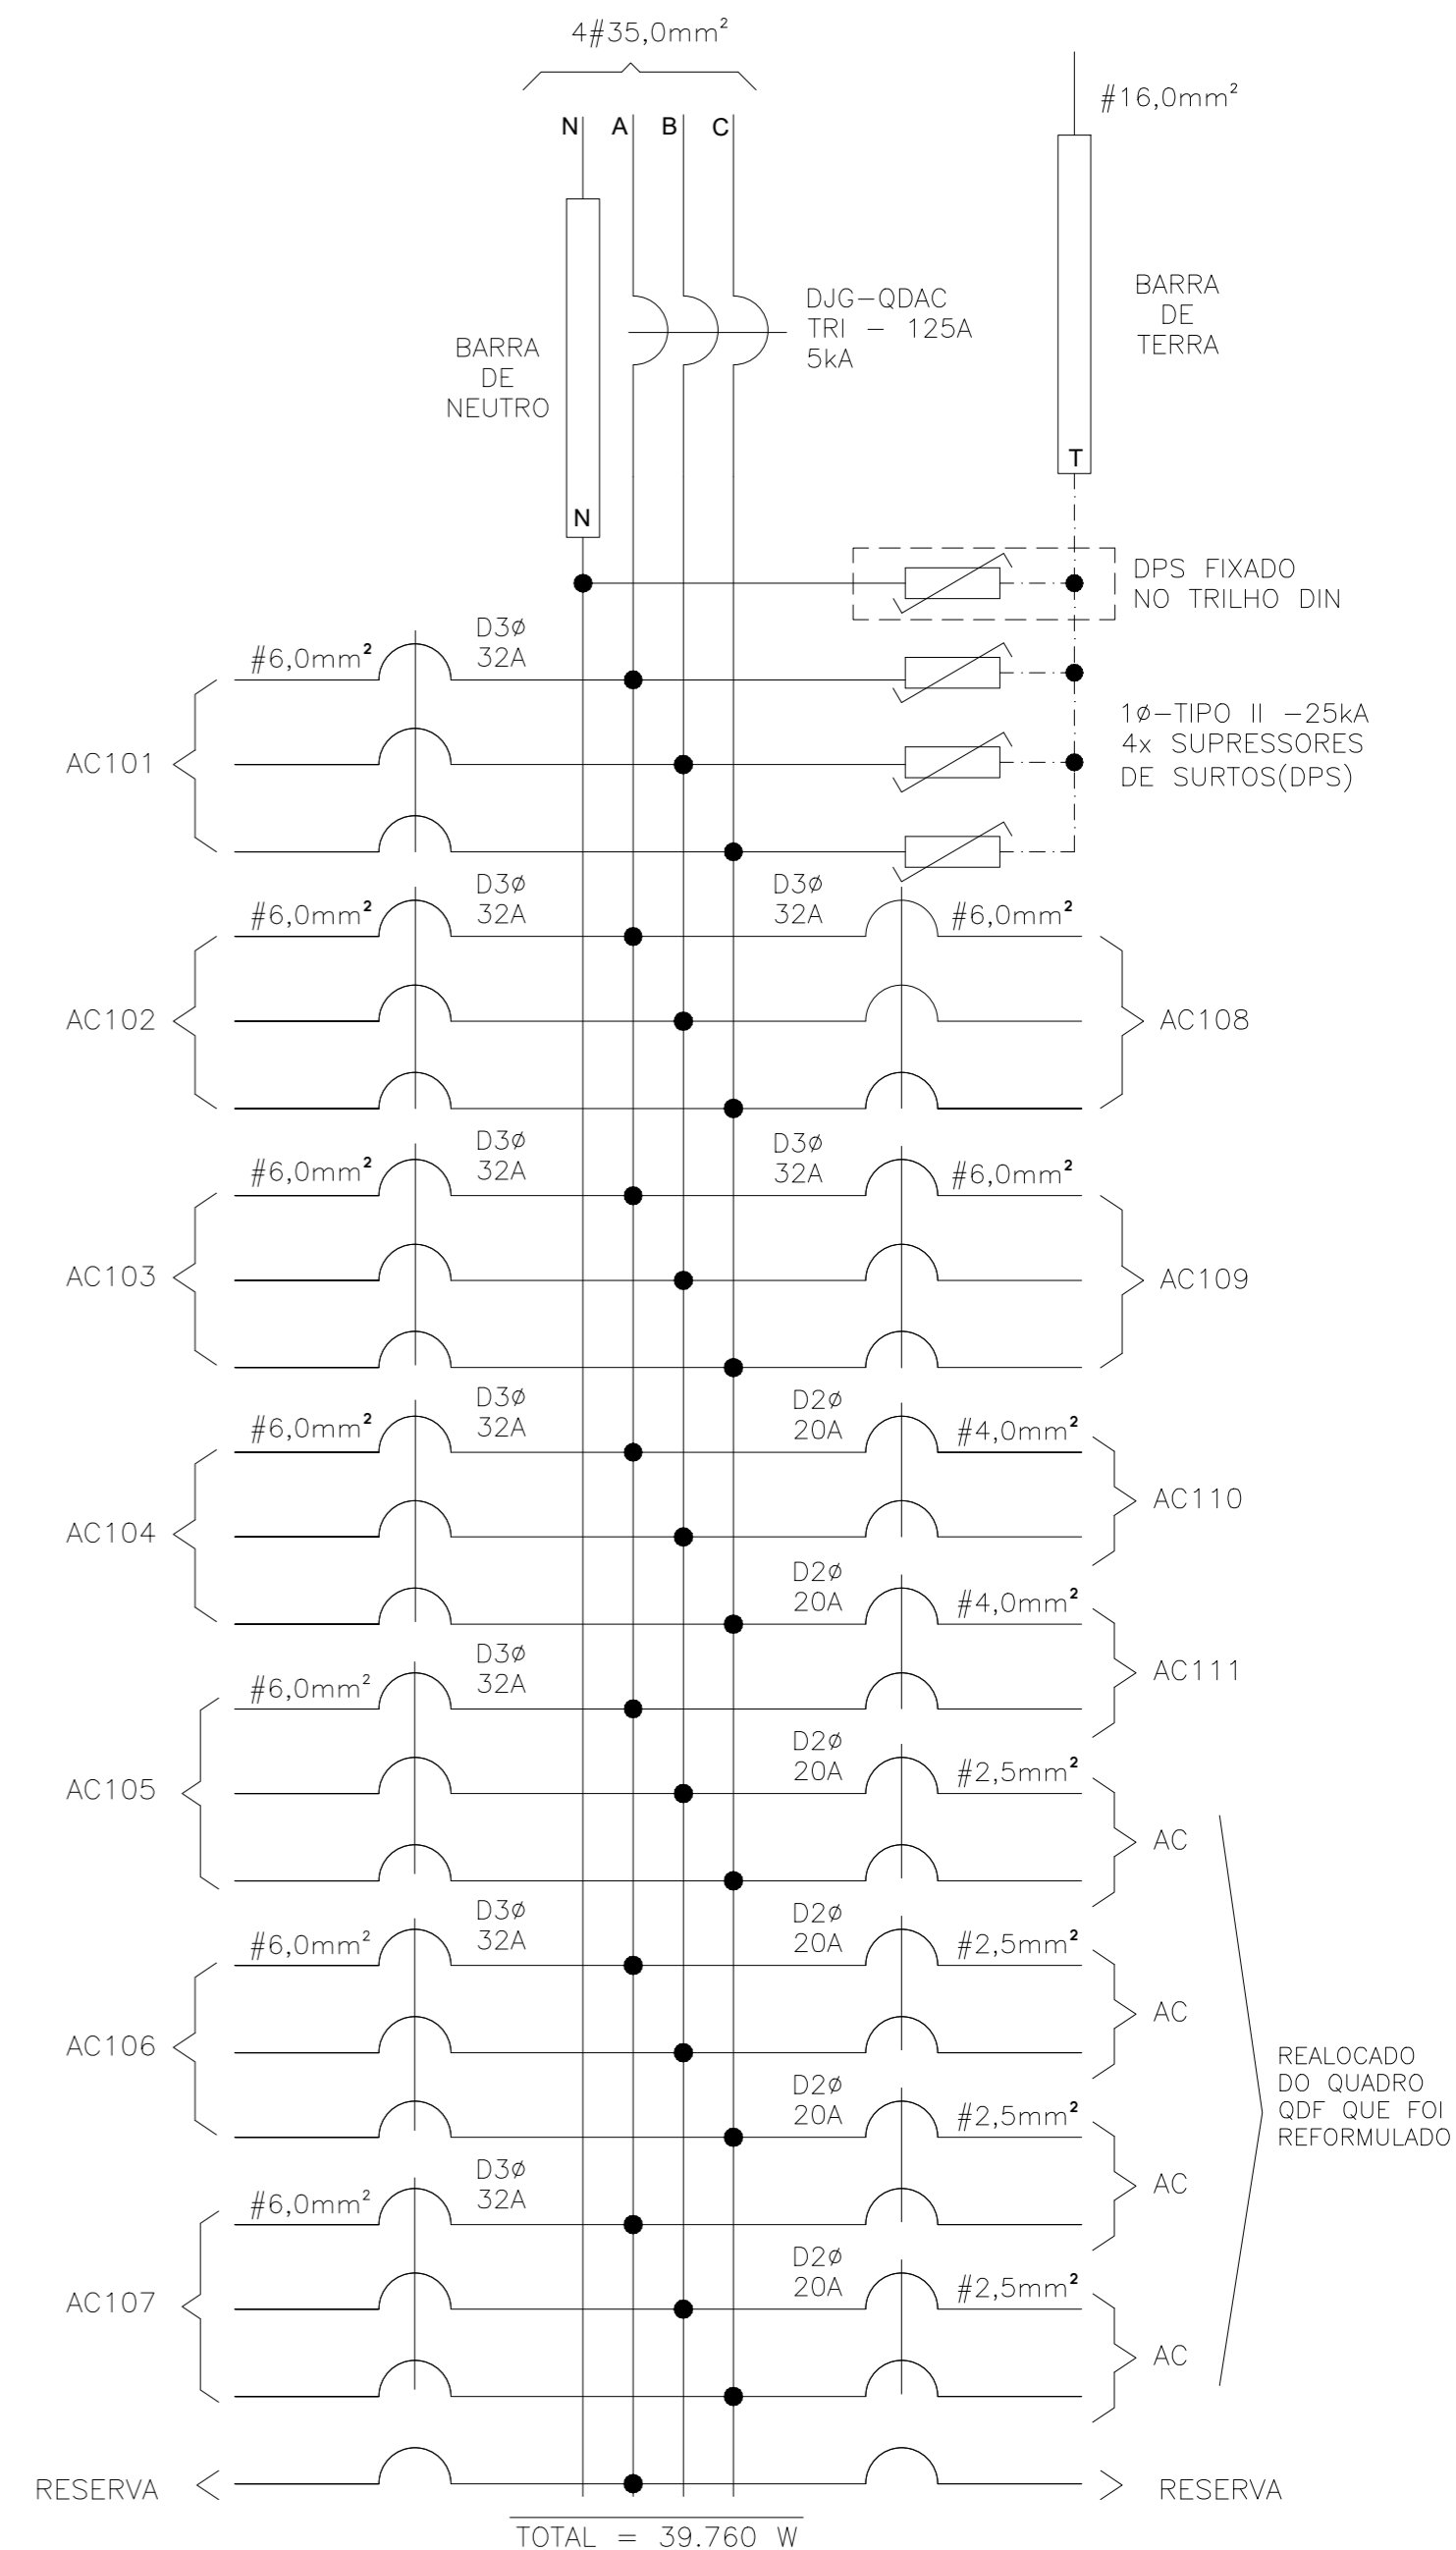 4#35,0mm²
#16,0mm²
N A B C
BARRA
DE
NEUTRO
N
DJG-QDAC
TRI - 125A
5kA
BARRA
DE
TERRA
T
DPS FIXADO
NO TRILHO DIN
1ø-TIPO II -25kA
4x SUPRESSORES
DE SURTOS(DPS)
AC101
#6,0mm²
D3ø
32A
AC102
#6,0mm²
D3ø
32A
D3ø
32A
#6,0mm²
AC108
AC103
#6,0mm²
D3ø
32A
D3ø
32A
#6,0mm²
AC109
AC104
#6,0mm²
D3ø
32A
D2ø
20A
#4,0mm²
AC110
D2ø
20A
#4,0mm²
AC111
AC105
#6,0mm²
D3ø
32A
D2ø
20A
#2,5mm²
AC
AC106
#6,0mm²
D3ø
32A
D2ø
20A
#2,5mm²
AC
D2ø
20A
#2,5mm²
AC
AC107
#6,0mm²
D3ø
32A
D2ø
20A
#2,5mm²
AC
REALOCADO
DO QUADRO
QDF QUE FOI
REFORMULADO
RESERVA
RESERVA
TOTAL = 39.760 W